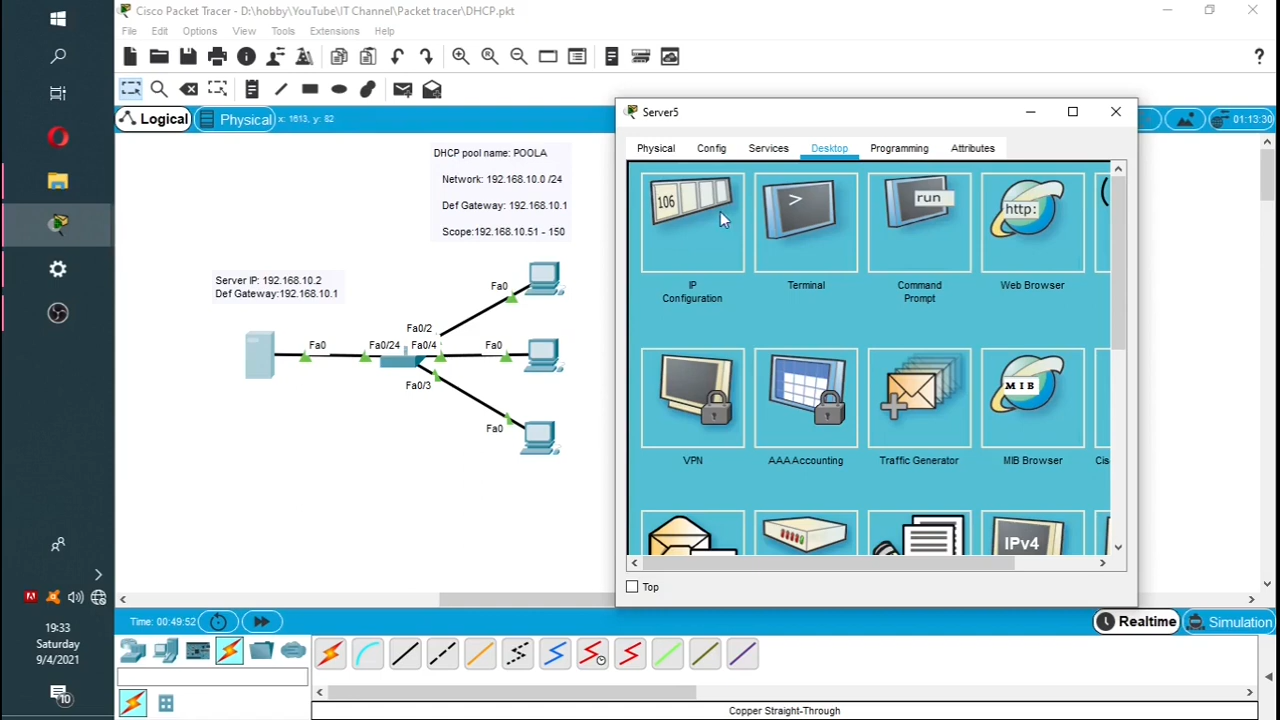 Cisco Packet Tracer - D:\hobby\YouTube\IT Channel\Packet tracer\DHCP.pkt
File Edit Options View Tools Extensions Help
?
Logical Physical x: 1613, y: 82
01:13:30
DHCP pool name: POOLA
Network: 192.168.10.0 /24
Def Gateway: 192.168.10.1
Scope:192.168.10.51 - 150
Server IP: 192.168.10.2
Def Gateway:192.168.10.1
Fa0
Fa0/2
Fa0 Fa0/24 Fa0/4 Fa0
Fa0/3
Fa0
Server5
Physical Config Services Desktop Programming Attributes
106 > run http:
IP Configuration
Terminal
Command Prompt
Web Browser
MIB
VPN
AAA Accounting
Traffic Generator
MIB Browser
Cis
IPv4
Top
Time: 00:49:52
Realtime Simulation
Copper Straight-Through
19:33
Saturday
9/4/2021
10